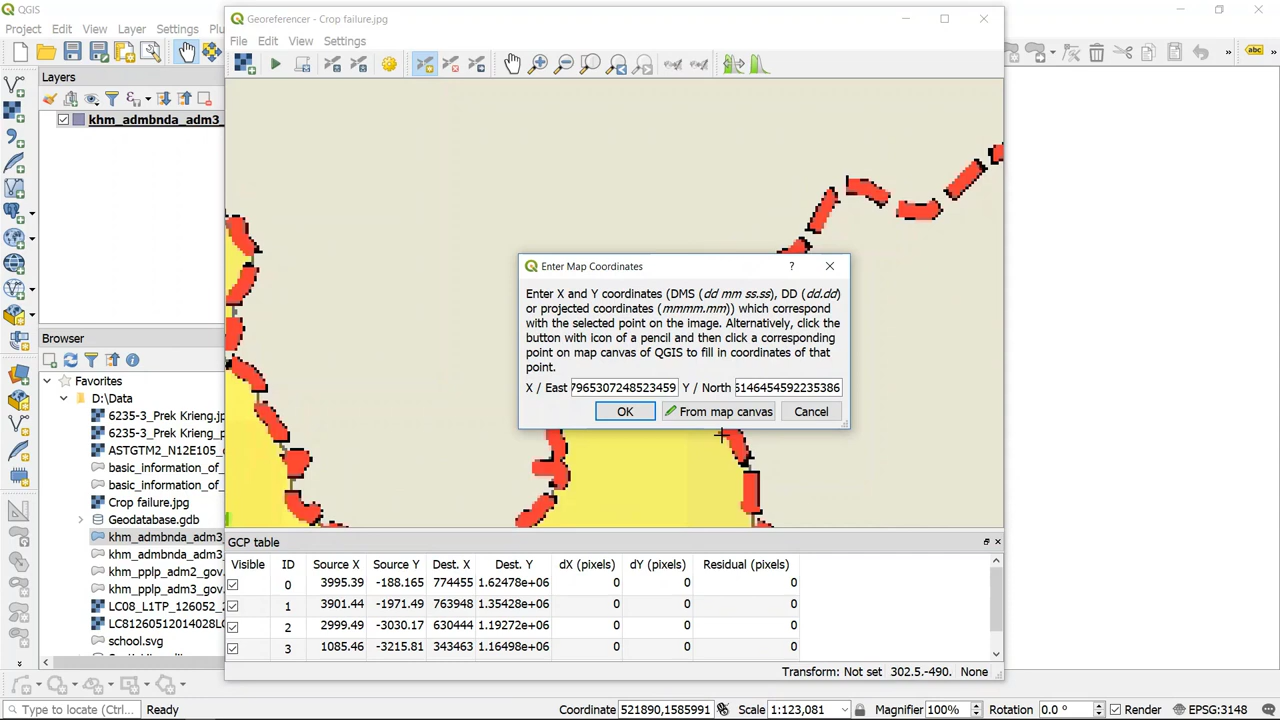 QGIS
Project Edit View Layer Settings Plu
Georeferencer - Crop failure.jpg
File Edit View Settings
abc
Layers
khm_admbnda_adm3_
Browser
Favorites
D:\Data
6235-3_Prek Krieng.jp
6235-3_Prek Krieng_p
ASTGTM2_N12E105_
basic_information_of_
basic_information_of_
Crop failure.jpg
Geodatabase.gdb
khm_admbnda_adm3_
khm_admbnda_adm3_
khm_pplp_adm2_gov.
khm_pplp_adm3_gov.
LC08_L1TP_126052_2
LC81260512014028L
school.svg
Enter Map Coordinates
?
Enter X and Y coordinates (DMS (dd mm ss.ss), DD (dd.dd)
or projected coordinates (mmmm.mm)) which correspond
with the selected point on the image. Alternatively, click the
button with icon of a pencil and then click a corresponding
point on map canvas of QGIS to fill in coordinates of that
point.
X / East 7965307248523459 Y / North 5146454592235386
OK From map canvas Cancel
GCP table
Visible ID Source X Source Y Dest. X Dest. Y dX (pixels) dY (pixels) Residual (pixels)
0 3995.39 -188.165 774455 1.62478e+06 0 0 0
1 3901.44 -1971.49 763948 1.35428e+06 0 0 0
2 2999.49 -3030.17 630444 1.19272e+06 0 0 0
3 1085.46 -3215.81 343463 1.16498e+06 0 0 0
Transform: Not set 302.5.-490. None
Type to locate (Ctrl... Ready Coordinate 521890,1585991 Scale 1:123,081 Magnifier 100% Rotation 0.0 ° Render EPSG:3148